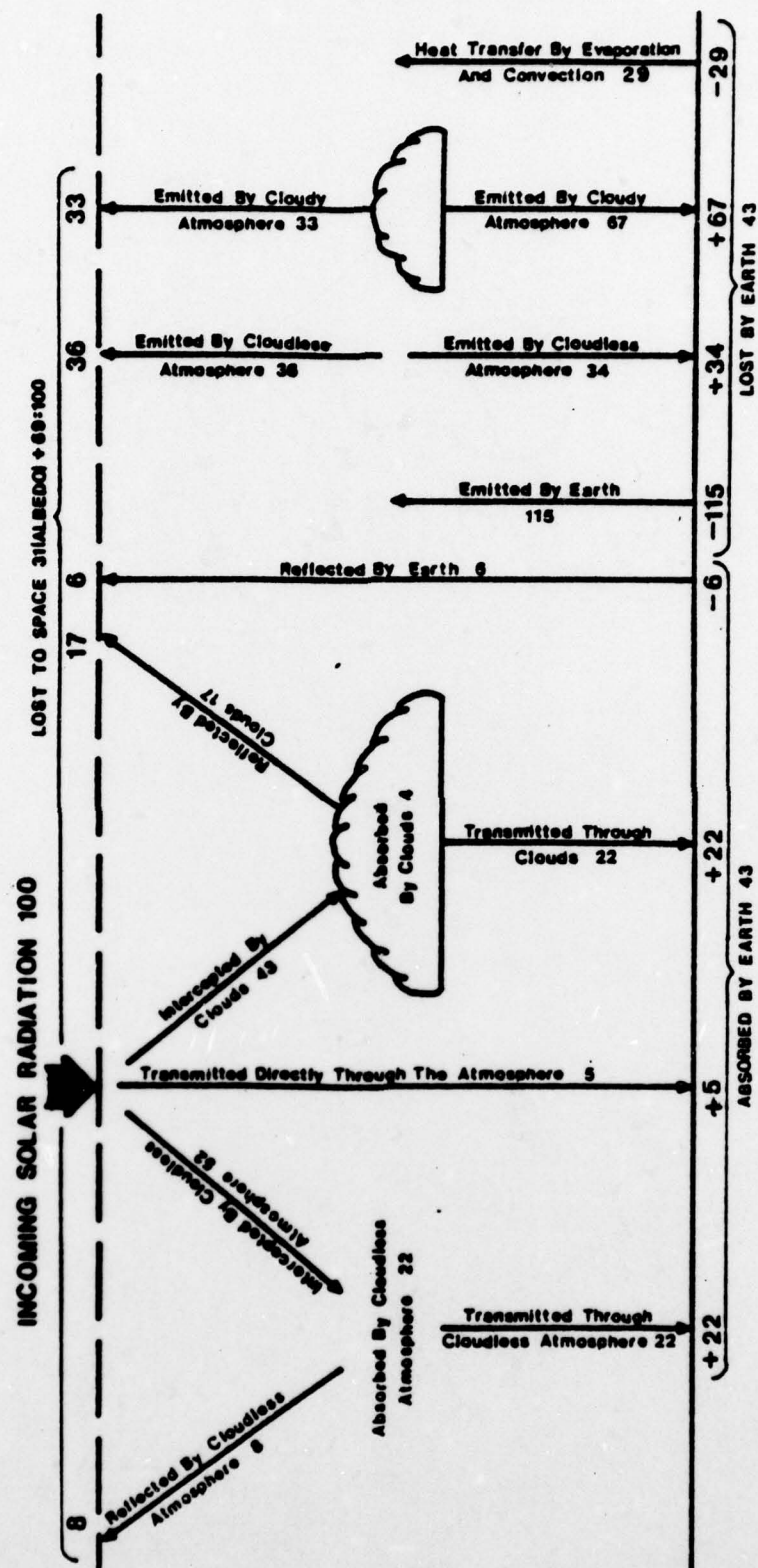 INCOMING SOLAR RADIATION 100
LOST TO SPACE 31(ALBEDO) + 69=100
8
17
6
36
33
Reflected By Cloudless
Atmosphere 8
Intercepted By Cloudless
Atmosphere 52
Absorbed By Cloudless
Atmosphere 22
Transmitted Through
Cloudless Atmosphere 22
Transmitted Directly Through The Atmosphere 5
Intercepted By
Clouds 43
Absorbed
By Clouds 4
Transmitted Through
Clouds 22
Reflected By
Clouds 17
Reflected By Earth 6
Emitted By Earth
115
Emitted By Cloudless
Atmosphere 36
Emitted By Cloudless
Atmosphere 34
Emitted By Cloudy
Atmosphere 33
Emitted By Cloudy
Atmosphere 67
Heat Transfer By Evaporation
And Convection 29
+22
+5
+22
-6
-115
+34
+67
-29
ABSORBED BY EARTH 43
LOST BY EARTH 43